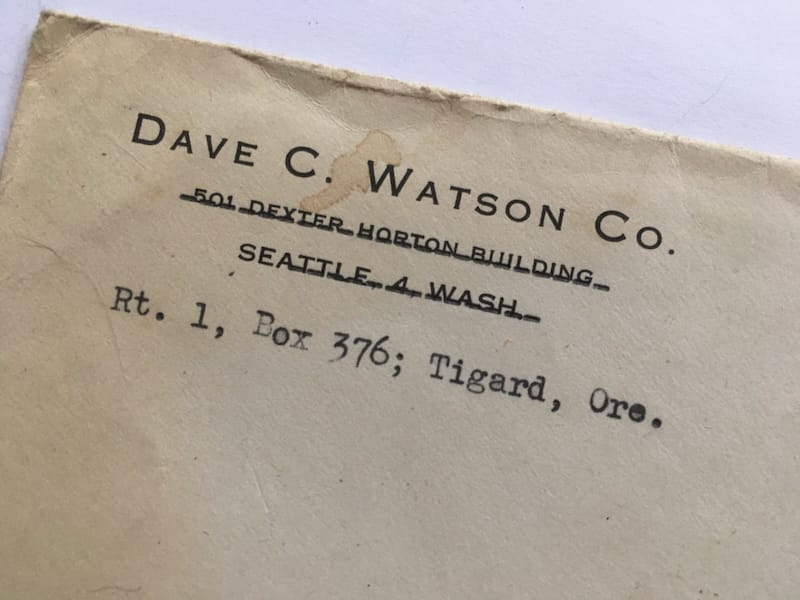 Dave C. Watson Co.
501 DEXTER HORTON BUILDING
SEATTLE 4, WASH.
Rt. 1, Box 376; Tigard, Ore.